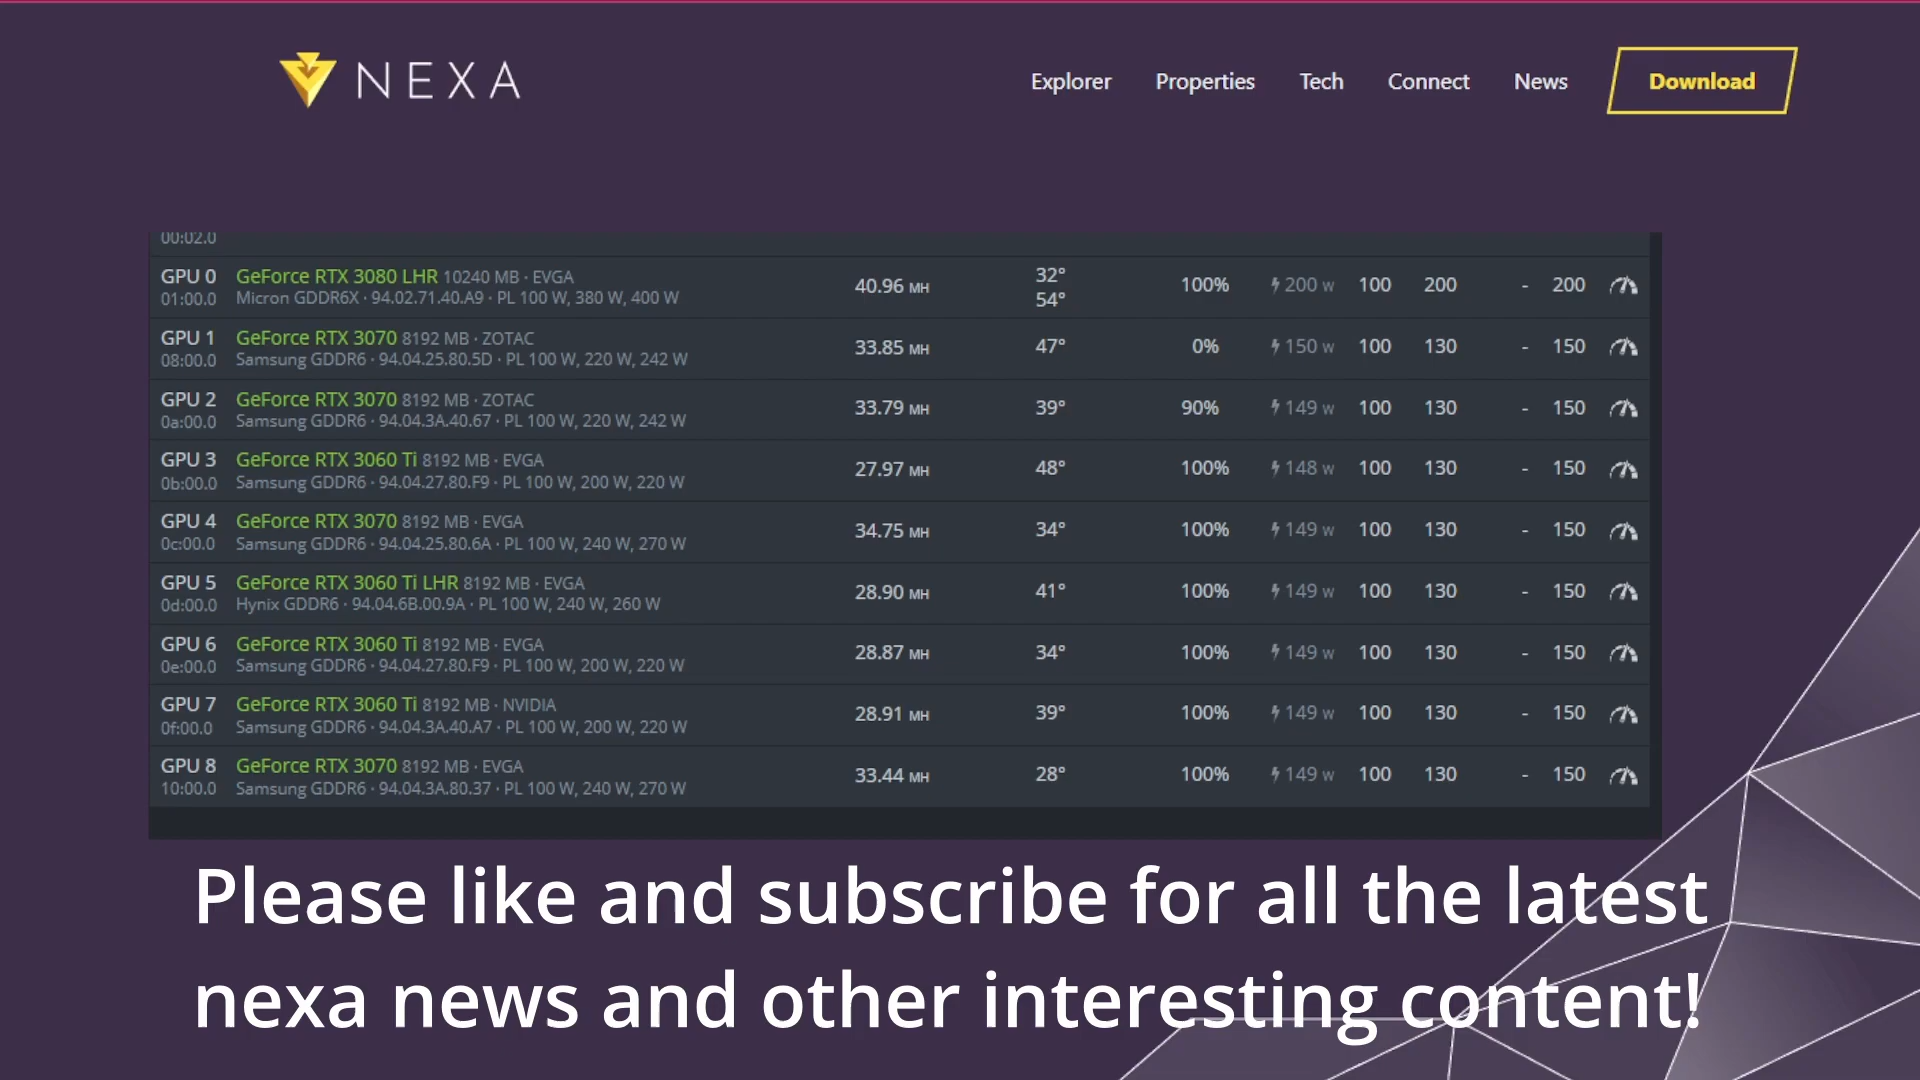 NEXA
Explorer Properties Tech Connect News Download
00:02.0
GPU 0 GeForce RTX 3080 LHR 10240 MB · EVGA 40.96 MH 32° 100% 200 W 100 200 - 200
01:00.0 Micron GDDR6X · 94.02.71.40.A9 · PL 100 W, 380 W, 400 W 54°
GPU 1 GeForce RTX 3070 8192 MB · ZOTAC 33.85 MH 47° 0% 150 W 100 130 - 150
08:00.0 Samsung GDDR6 · 94.04.25.80.5D · PL 100 W, 220 W, 242 W
GPU 2 GeForce RTX 3070 8192 MB · ZOTAC 33.79 MH 39° 90% 149 W 100 130 - 150
0a:00.0 Samsung GDDR6 · 94.04.3A.40.67 · PL 100 W, 220 W, 242 W
GPU 3 GeForce RTX 3060 Ti 8192 MB · EVGA 27.97 MH 48° 100% 148 W 100 130 - 150
0b:00.0 Samsung GDDR6 · 94.04.27.80.F9 · PL 100 W, 200 W, 220 W
GPU 4 GeForce RTX 3070 8192 MB · EVGA 34.75 MH 34° 100% 149 W 100 130 - 150
0c:00.0 Samsung GDDR6 · 94.04.25.80.6A · PL 100 W, 240 W, 270 W
GPU 5 GeForce RTX 3060 Ti LHR 8192 MB · EVGA 28.90 MH 41° 100% 149 W 100 130 - 150
0d:00.0 Hynix GDDR6 · 94.04.6B.00.9A · PL 100 W, 240 W, 260 W
GPU 6 GeForce RTX 3060 Ti 8192 MB · EVGA 28.87 MH 34° 100% 149 W 100 130 - 150
0e:00.0 Samsung GDDR6 · 94.04.27.80.F9 · PL 100 W, 200 W, 220 W
GPU 7 GeForce RTX 3060 Ti 8192 MB · NVIDIA 28.91 MH 39° 100% 149 W 100 130 - 150
0f:00.0 Samsung GDDR6 · 94.04.3A.40.A7 · PL 100 W, 200 W, 220 W
GPU 8 GeForce RTX 3070 8192 MB · EVGA 33.44 MH 28° 100% 149 W 100 130 - 150
10:00.0 Samsung GDDR6 · 94.04.3A.80.37 · PL 100 W, 240 W, 270 W
Please like and subscribe for all the latest
nexa news and other interesting content!